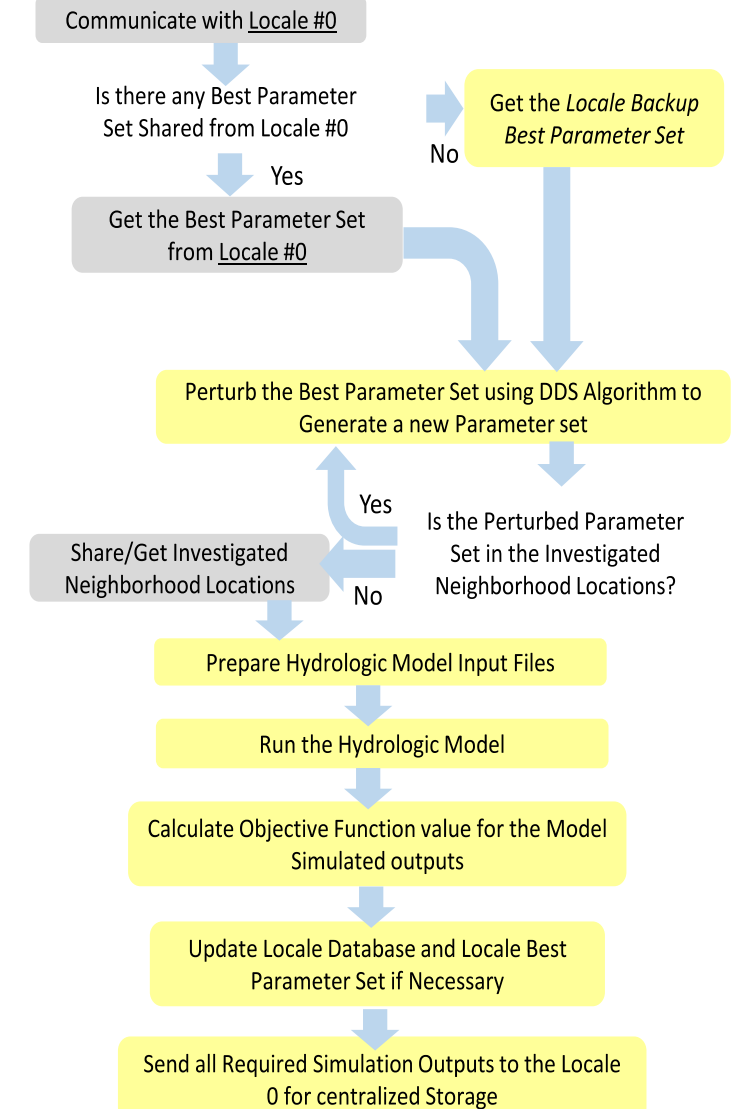 Communicate with Locale #0
Is there any Best Parameter
Set Shared from Locale #0
No
Get the Locale Backup
Best Parameter Set
Yes
Get the Best Parameter Set
from Locale #0
Perturb the Best Parameter Set using DDS Algorithm to
Generate a new Parameter set
Yes
Is the Perturbed Parameter
Set in the Investigated
Neighborhood Locations?
Share/Get Investigated
Neighborhood Locations
No
Prepare Hydrologic Model Input Files
Run the Hydrologic Model
Calculate Objective Function value for the Model
Simulated outputs
Update Locale Database and Locale Best
Parameter Set if Necessary
Send all Required Simulation Outputs to the Locale
0 for centralized Storage